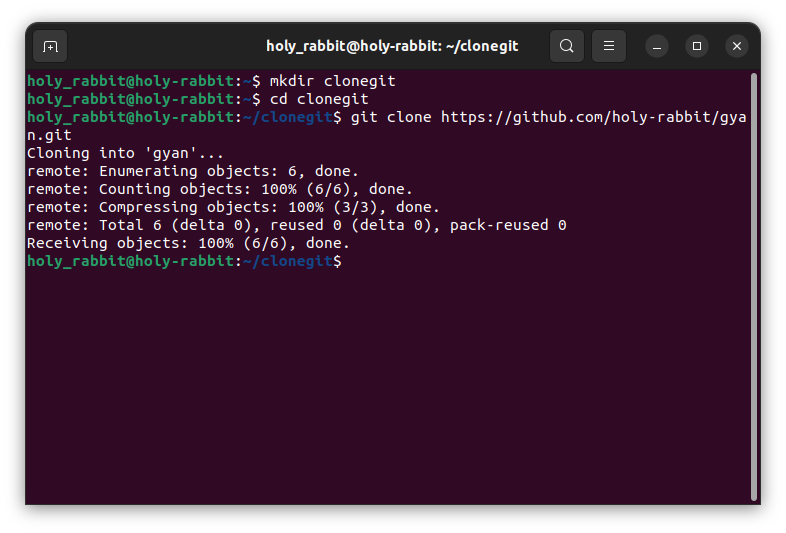 holy_rabbit@holy-rabbit: ~/clonegit
holy_rabbit@holy-rabbit:~$ mkdir clonegit
holy_rabbit@holy-rabbit:~$ cd clonegit
holy_rabbit@holy-rabbit:~/clonegit$ git clone https://github.com/holy-rabbit/gya
n.git
Cloning into 'gyan'...
remote: Enumerating objects: 6, done.
remote: Counting objects: 100% (6/6), done.
remote: Compressing objects: 100% (3/3), done.
remote: Total 6 (delta 0), reused 0 (delta 0), pack-reused 0
Receiving objects: 100% (6/6), done.
holy_rabbit@holy-rabbit:~/clonegit$